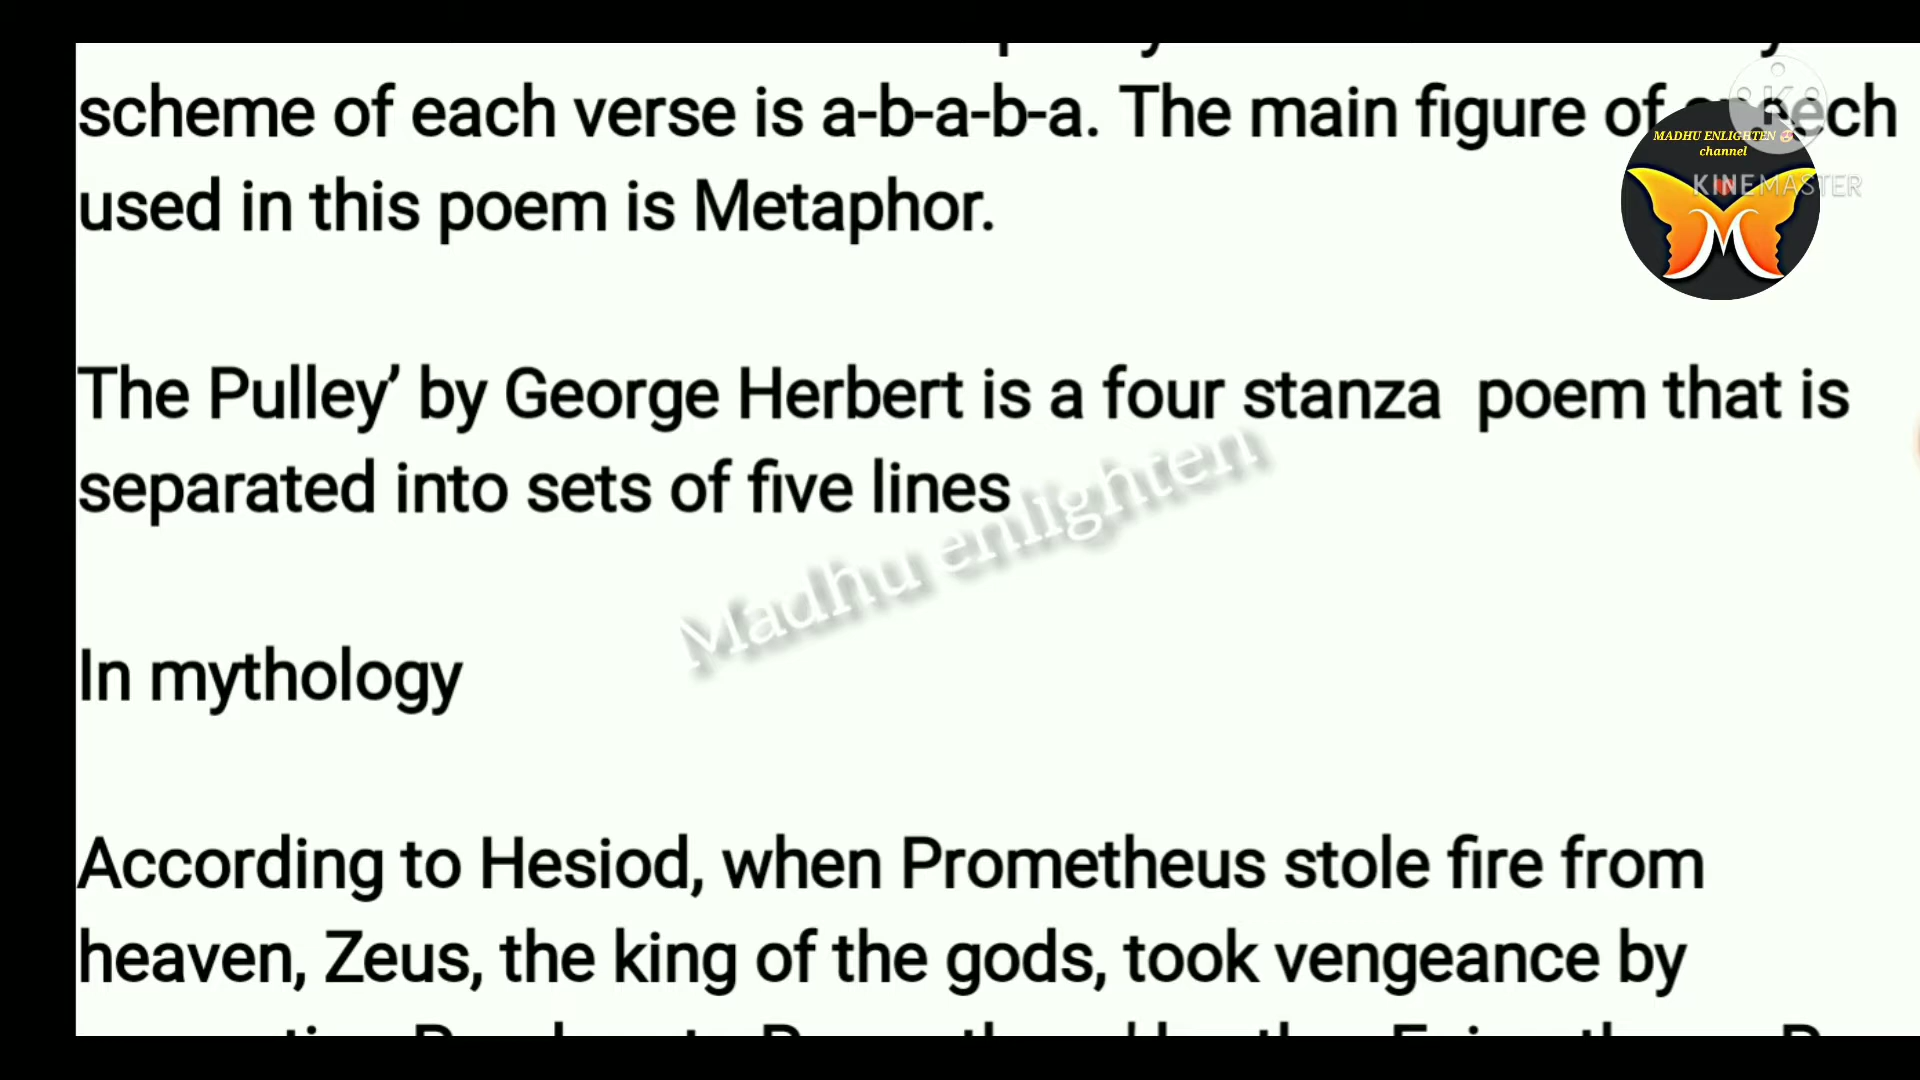 scheme of each verse is a-b-a-b-a. The main figure of
used in this poem is Metaphor.
MADHU ENLIGHTEN
channel
K
KINEMASTER
M
The Pulley’ by George Herbert is a four stanza poem that is
separated into sets of five lines
Madhu enlighten
In mythology
According to Hesiod, when Prometheus stole fire from
heaven, Zeus, the king of the gods, took vengeance by